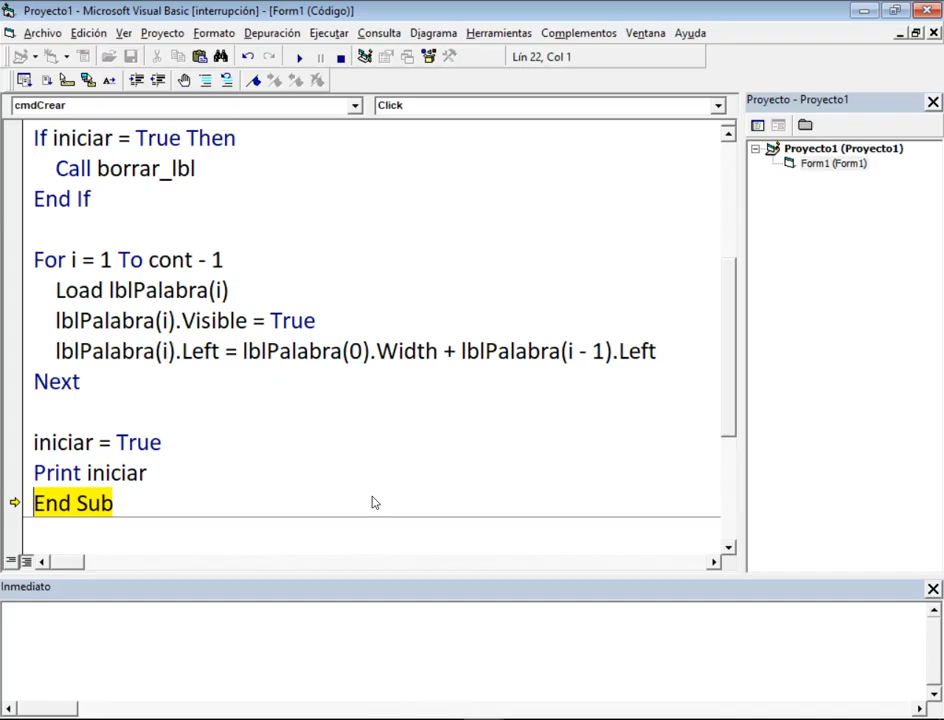 Proyecto1 - Microsoft Visual Basic [interrupción] - [Form1 (Código)]
Archivo Edición Ver Proyecto Formato Depuración Ejecutar Consulta Diagrama Herramientas Complementos Ventana Ayuda
Lín 22, Col 1
cmdCrear Click
Proyecto - Proyecto1
Proyecto1 (Proyecto1)
Form1 (Form1)
If iniciar = True Then
Call borrar_lbl
End If
For i = 1 To cont - 1
Load lblPalabra(i)
lblPalabra(i).Visible = True
lblPalabra(i).Left = lblPalabra(0).Width + lblPalabra(i - 1).Left
Next
iniciar = True
Print iniciar
End Sub
Inmediato